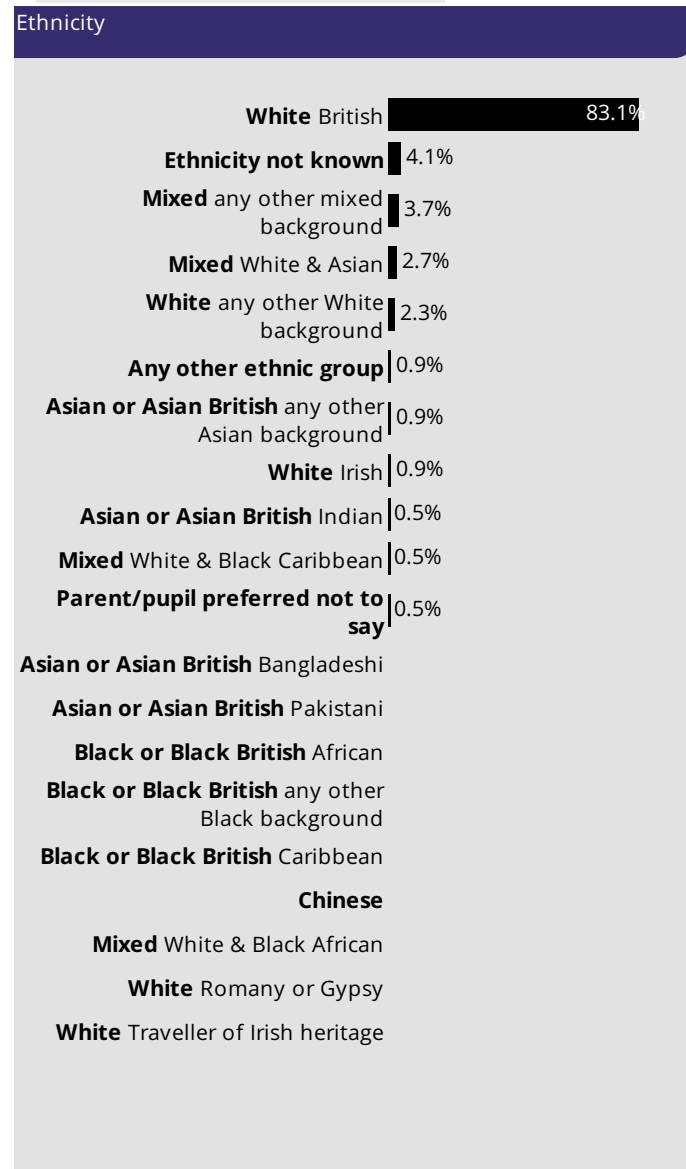 Ethnicity
White British 83.1%
Ethnicity not known 4.1%
Mixed any other mixed
background
3.7%
Mixed White & Asian 2.7%
White any other White
background
2.3%
Any other ethnic group 0.9%
Asian or Asian British any other
Asian background
0.9%
White Irish 0.9%
Asian or Asian British Indian 0.5%
Mixed White & Black Caribbean 0.5%
Parent/pupil preferred not to
say
0.5%
Asian or Asian British Bangladeshi
Asian or Asian British Pakistani
Black or Black British African
Black or Black British any other
Black background
Black or Black British Caribbean
Chinese
Mixed White & Black African
White Romany or Gypsy
White Traveller of Irish heritage